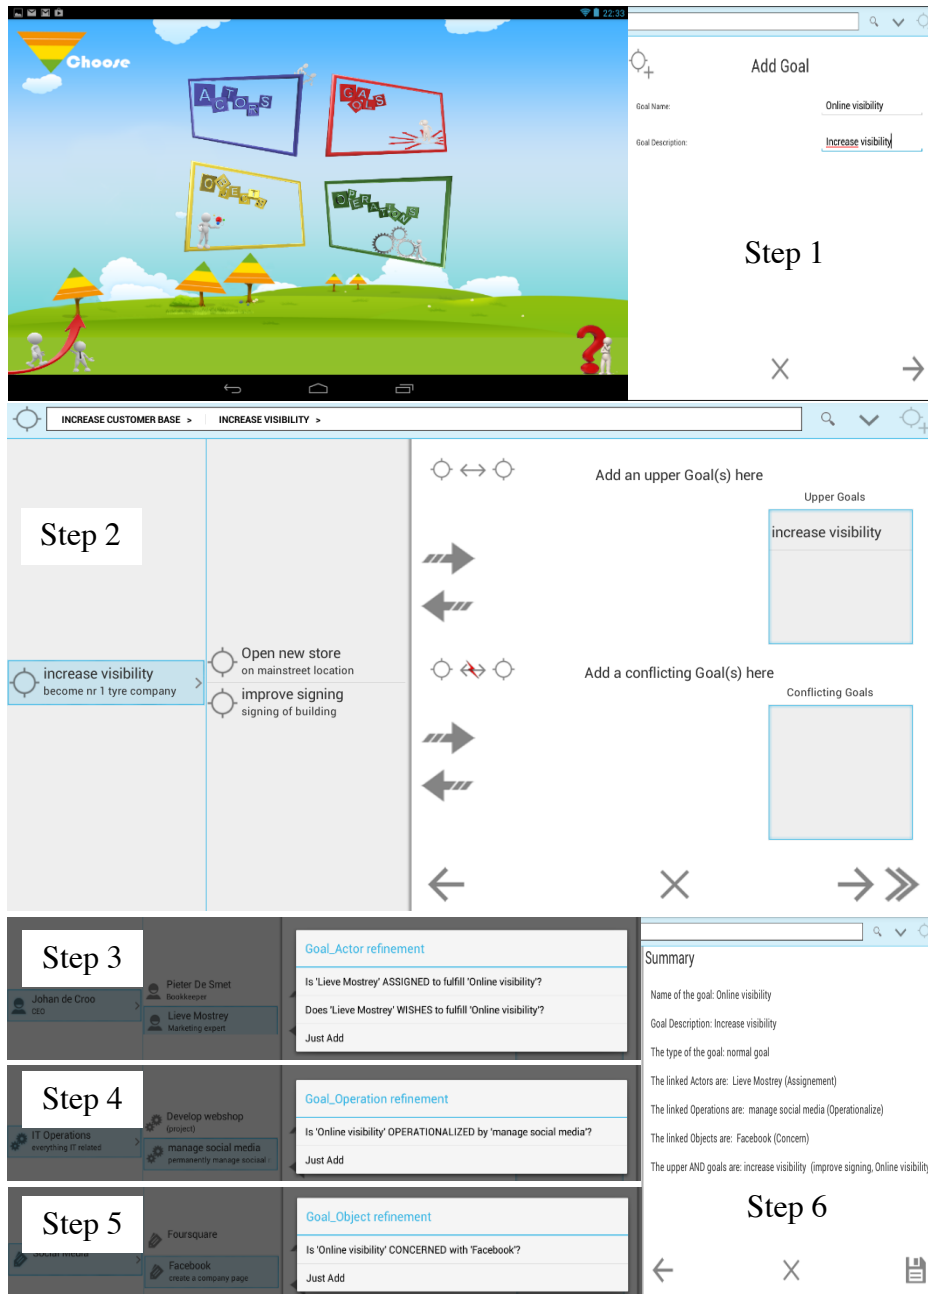 22:33
Choose
ACTORS
GOALS
OBJECTS
OPERATIONS
?
Add Goal
Goal Name: Online visibility
Goal Description: Increase visibility
Step 1
INCREASE CUSTOMER BASE > INCREASE VISIBILITY >
Step 2
Add an upper Goal(s) here
Upper Goals
increase visibility
Open new store
on mainstreet location
increase visibility
become nr 1 tyre company
improve signing
signing of building
Add a conflicting Goal(s) here
Conflicting Goals
Step 3
Johan de Croo
CEO
Pieter De Smet
Bookkeeper
Lieve Mostrey
Marketing expert
Goal_Actor refinement
Is 'Lieve Mostrey' ASSIGNED to fulfill 'Online visibility'?
Does 'Lieve Mostrey' WISHES to fulfill 'Online visibility'?
Just Add
Step 4
IT Operations
everything IT related
Develop webshop
(project)
manage social media
permanently manage sociaal
Goal_Operation refinement
Is 'Online visibility' OPERATIONALIZED by 'manage social media'?
Just Add
Step 5
Social Media
Foursquare
Facebook
create a company page
Goal_Object refinement
Is 'Online visibility' CONCERNED with 'Facebook'?
Just Add
Summary
Name of the goal: Online visibility
Goal Description: Increase visibility
The type of the goal: normal goal
The linked Actors are: Lieve Mostrey (Assignement)
The linked Operations are: manage social media (Operationalize)
The linked Objects are: Facebook (Concern)
The upper AND goals are: increase visibility (improve signing, Online visibility
Step 6